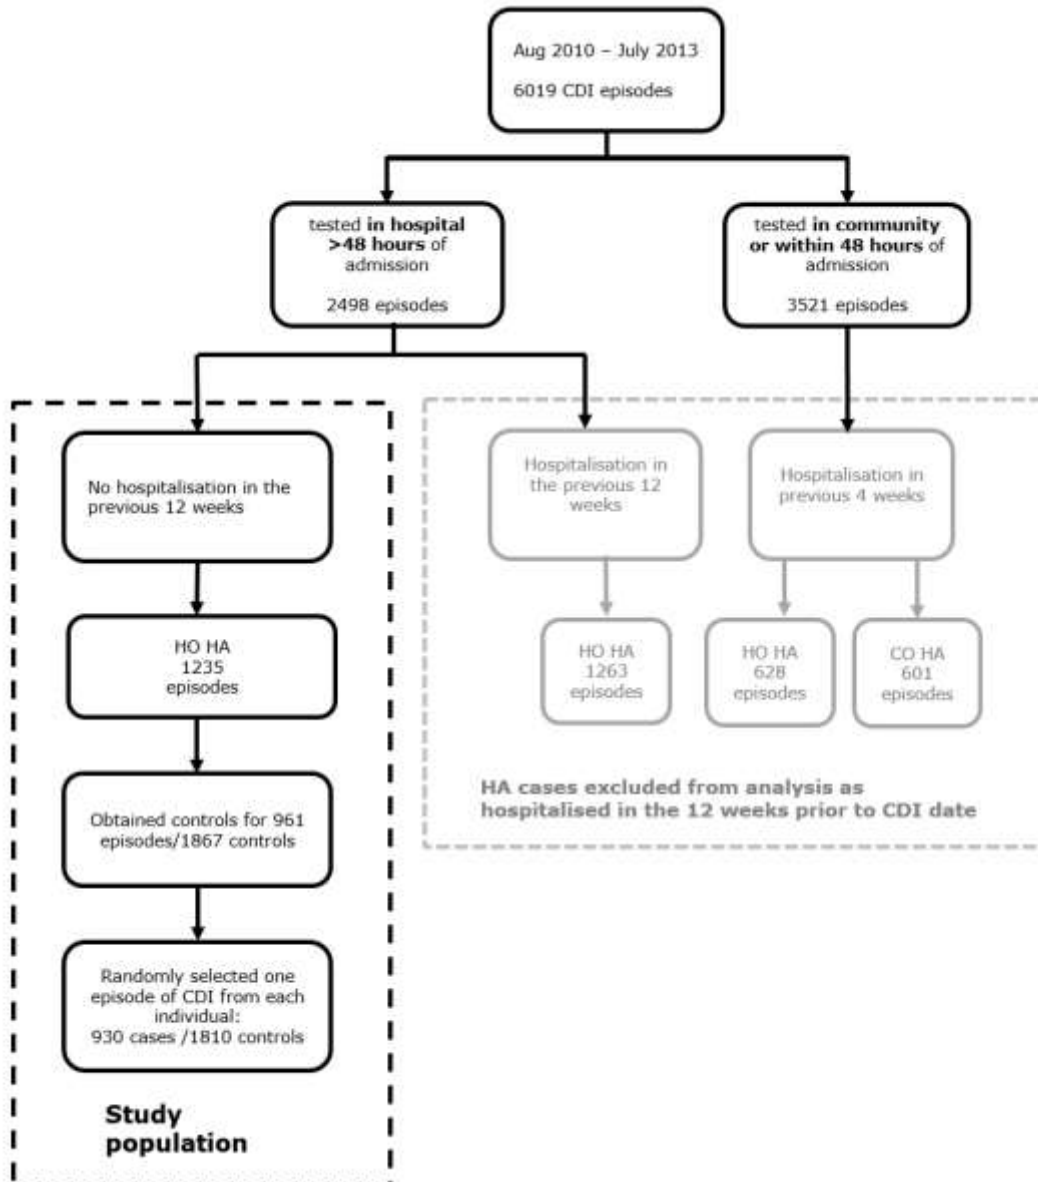 Aug 2010 – July 2013
6019 CDI episodes
tested in hospital
>48 hours of
admission
2498 episodes
tested in community
or within 48 hours of
admission
3521 episodes
No hospitalisation in the
previous 12 weeks
Hospitalisation in
the previous 12
weeks
Hospitalisation in
previous 4 weeks
HO HA
1235
episodes
HO HA
1263
episodes
HO HA
628
episodes
CO HA
601
episodes
HA cases excluded from analysis as
hospitalised in the 12 weeks prior to CDI date
Obtained controls for 961
episodes/1867 controls
Randomly selected one
episode of CDI from each
individual:
930 cases /1810 controls
Study
population